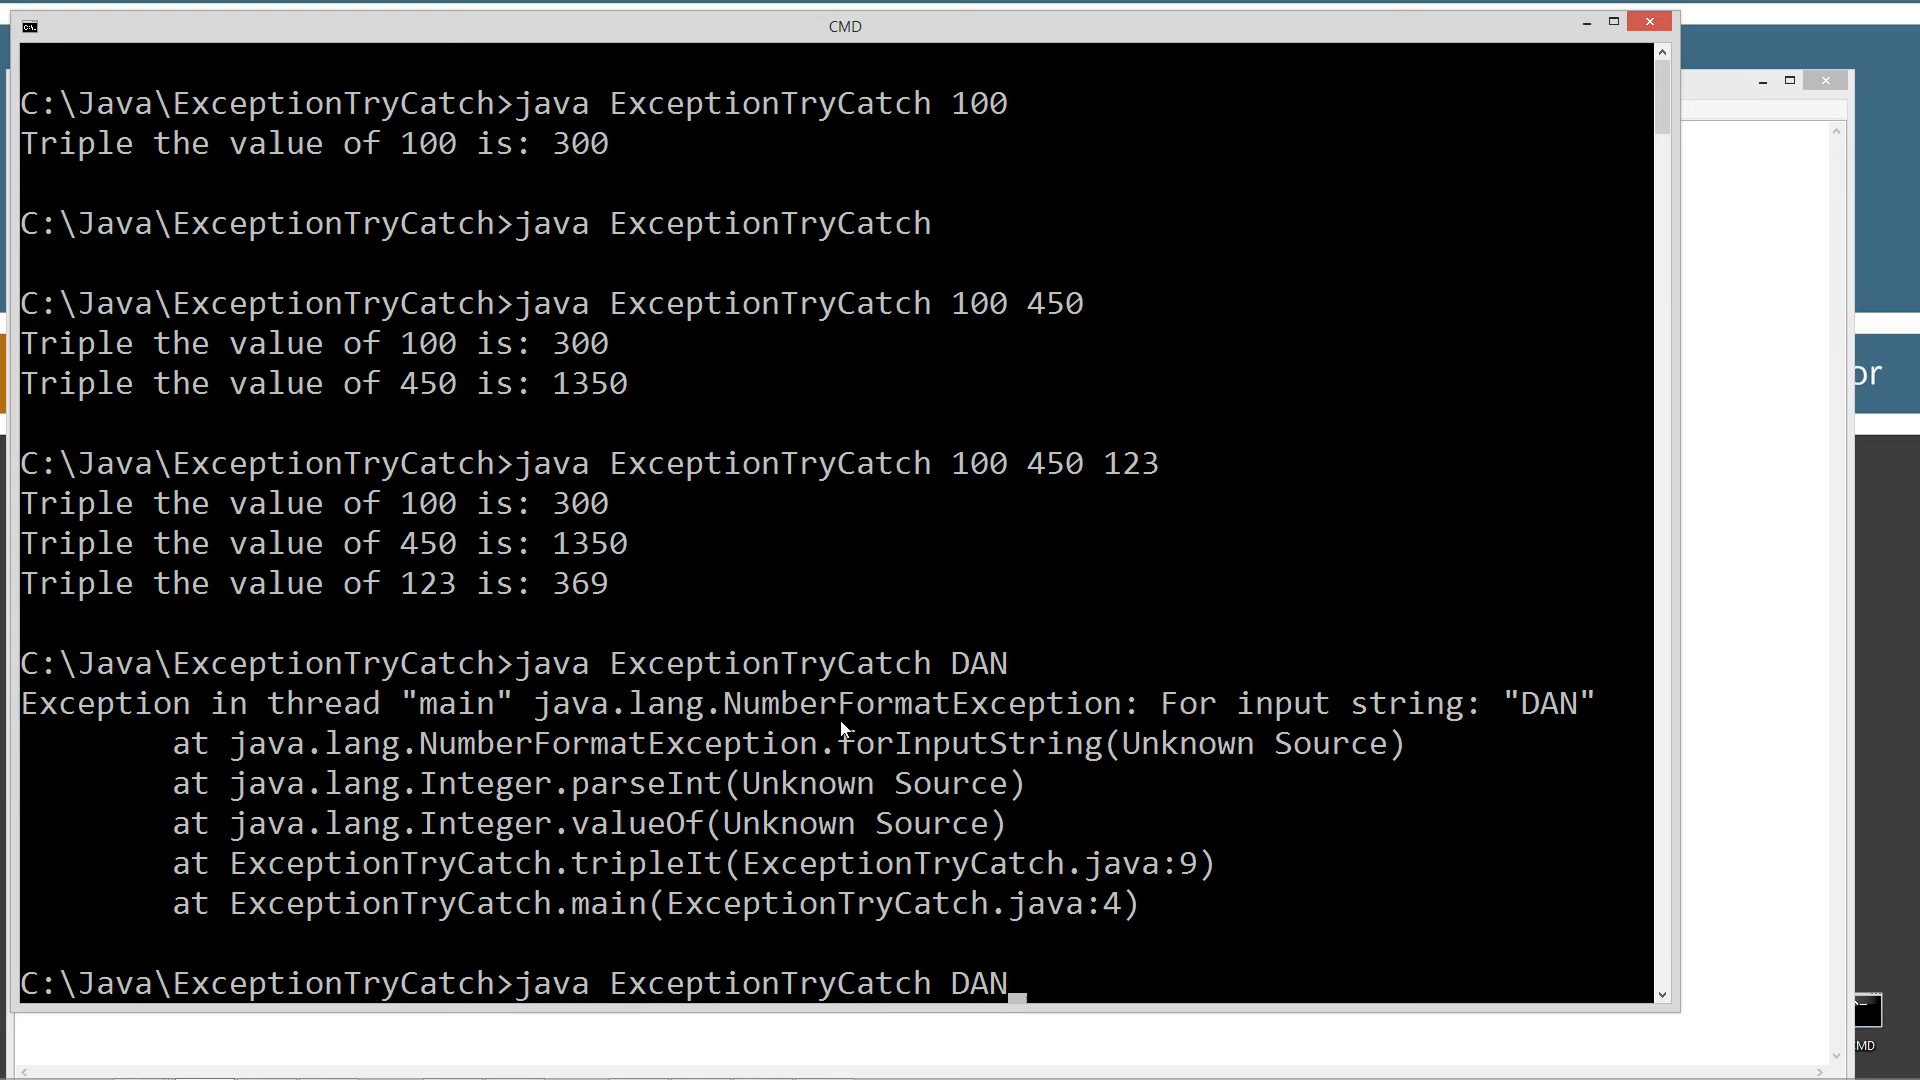 CMD
C:\Java\ExceptionTryCatch>java ExceptionTryCatch 100
Triple the value of 100 is: 300
C:\Java\ExceptionTryCatch>java ExceptionTryCatch
C:\Java\ExceptionTryCatch>java ExceptionTryCatch 100 450
Triple the value of 100 is: 300
Triple the value of 450 is: 1350
C:\Java\ExceptionTryCatch>java ExceptionTryCatch 100 450 123
Triple the value of 100 is: 300
Triple the value of 450 is: 1350
Triple the value of 123 is: 369
C:\Java\ExceptionTryCatch>java ExceptionTryCatch DAN
Exception in thread "main" java.lang.NumberFormatException: For input string: "DAN"
at java.lang.NumberFormatException.forInputString(Unknown Source)
at java.lang.Integer.parseInt(Unknown Source)
at java.lang.Integer.valueOf(Unknown Source)
at ExceptionTryCatch.tripleIt(ExceptionTryCatch.java:9)
at ExceptionTryCatch.main(ExceptionTryCatch.java:4)
C:\Java\ExceptionTryCatch>java ExceptionTryCatch DAN